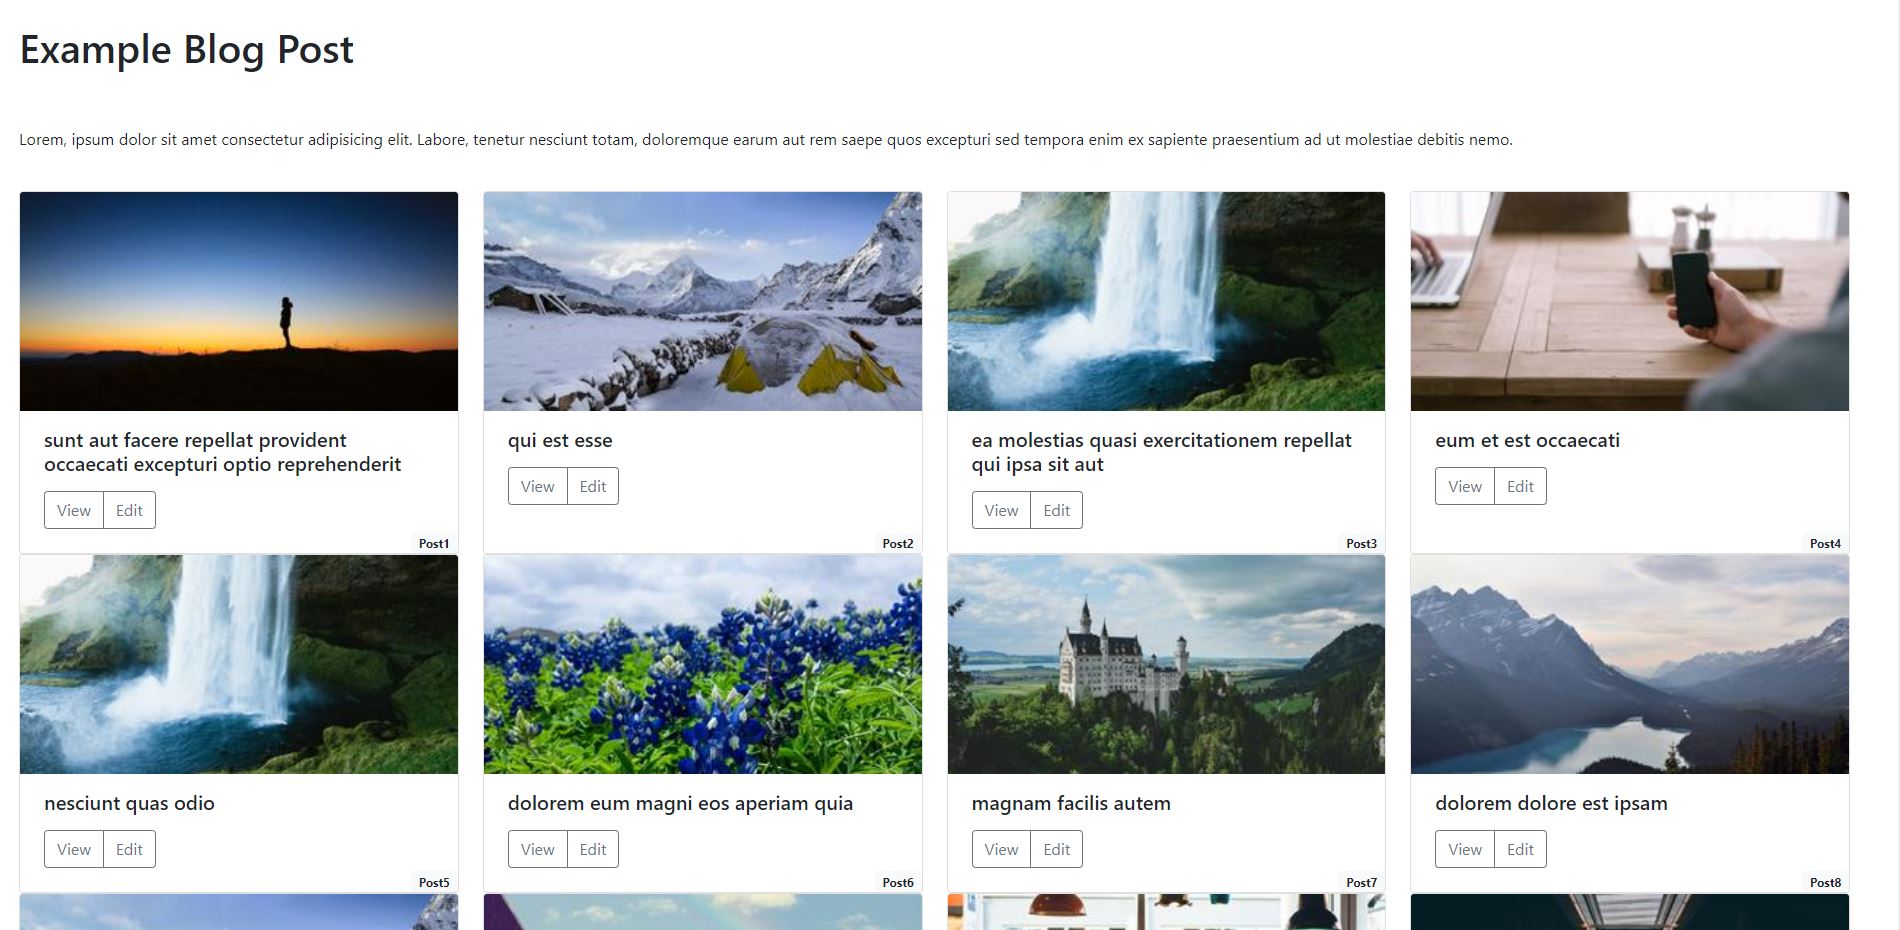 Example Blog Post
Lorem, ipsum dolor sit amet consectetur adipisicing elit. Labore, tenetur nesciunt totam, doloremque earum aut rem saepe quos excepturi sed tempora enim ex sapiente praesentium ad ut molestiae debitis nemo.
sunt aut facere repellat provident
occaecati excepturi optio reprehenderit
View Edit
Post1
qui est esse
View Edit
Post2
ea molestias quasi exercitationem repellat
qui ipsa sit aut
View Edit
Post3
eum et est occaecati
View Edit
Post4
nesciunt quas odio
View Edit
Post5
dolorem eum magni eos aperiam quia
View Edit
Post6
magnam facilis autem
View Edit
Post7
dolorem dolore est ipsam
View Edit
Post8